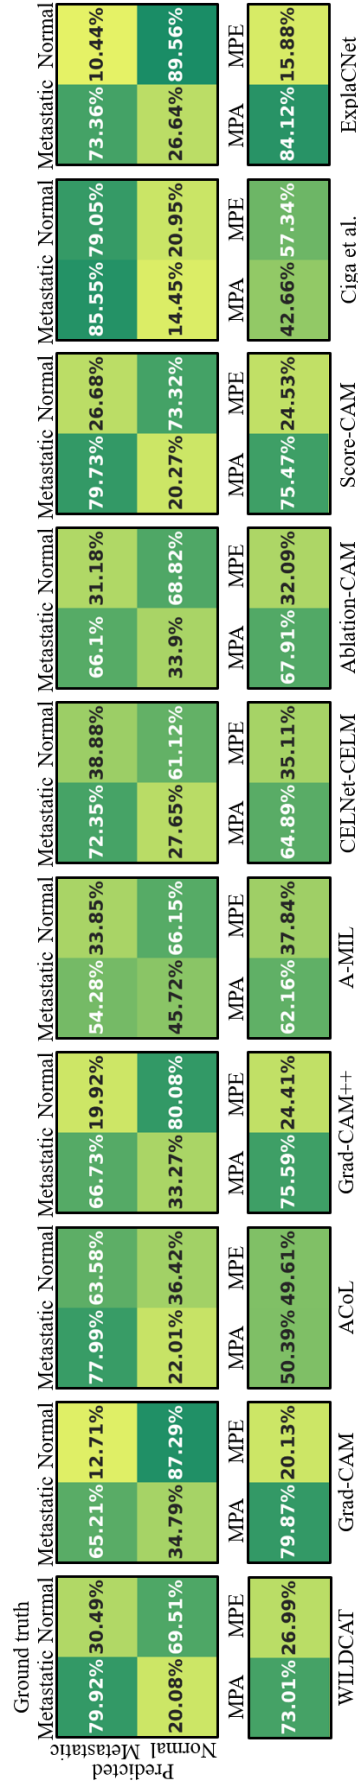 Ground truth
Metastatic Normal Metastatic Normal Metastatic Normal Metastatic Normal Metastatic Normal Metastatic Normal Metastatic Normal Metastatic Normal Metastatic Normal Metastatic Normal
Predicted
Metastatic
79.92% 30.49% 65.21% 12.71% 77.99% 63.58% 66.73% 19.92% 54.28% 33.85% 72.35% 38.88% 66.1% 31.18% 79.73% 26.68% 85.55% 79.05% 73.36% 10.44%
Normal
20.08% 69.51% 34.79% 87.29% 22.01% 36.42% 33.27% 80.08% 45.72% 66.15% 27.65% 61.12% 33.9% 68.82% 20.27% 73.32% 14.45% 20.95% 26.64% 89.56%
MPA MPE MPA MPE MPA MPE MPA MPE MPA MPE MPA MPE MPA MPE MPA MPE MPA MPE MPA MPE
73.01% 26.99% 79.87% 20.13% 50.39% 49.61% 75.59% 24.41% 62.16% 37.84% 64.89% 35.11% 67.91% 32.09% 75.47% 24.53% 42.66% 57.34% 84.12% 15.88%
WILDCAT Grad-CAM ACoL Grad-CAM++ A-MIL CELNet-CELM Ablation-CAM Score-CAM Ciga et al. ExplaCNet